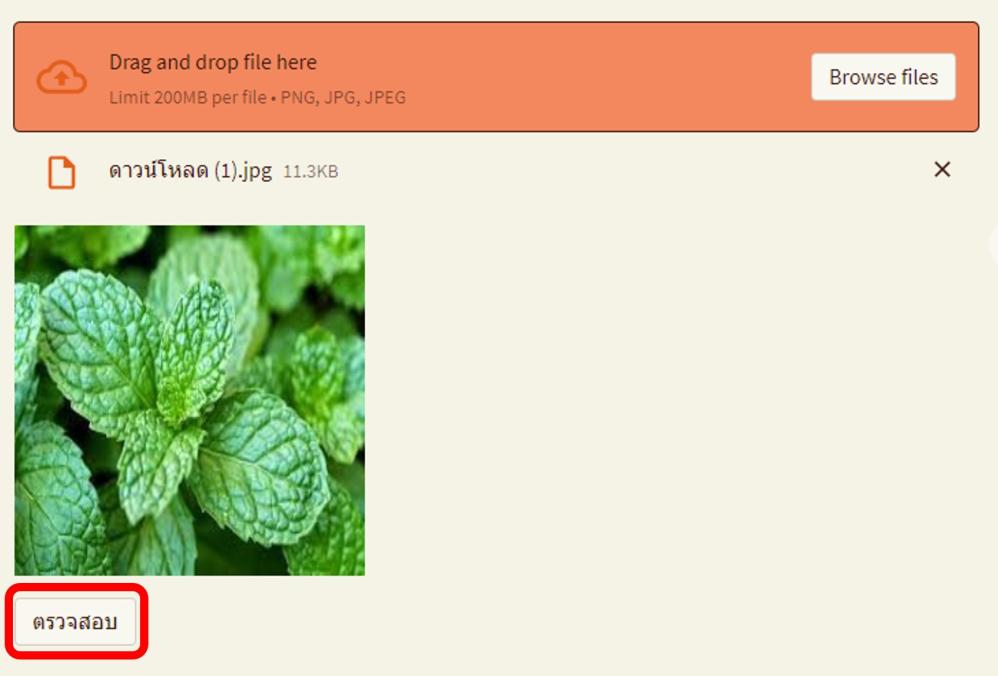 Drag and drop file here
Limit 200MB per file • PNG, JPG, JPEG
Browse files
ดาวน์โหลด (1).jpg 11.3KB
ตรวจสอบ